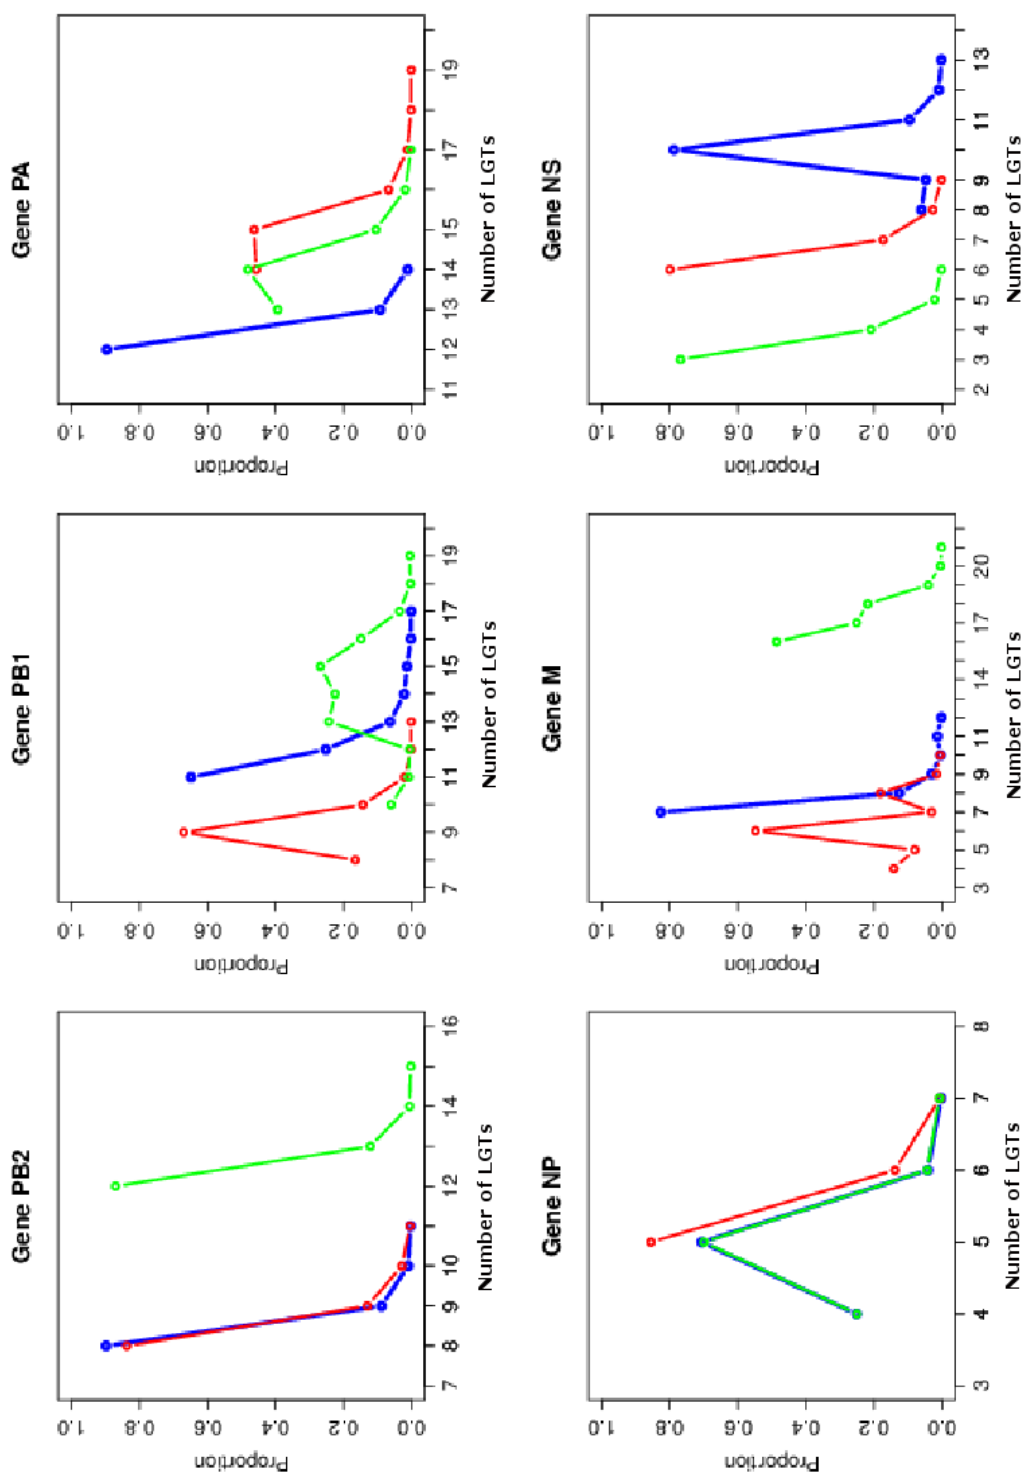 Gene PB2
Proportion
0.0 0.2 0.4 0.6 0.8 1.0
7 8 9 10 12 14 16
Number of LGTs
Gene PB1
Proportion
0.0 0.2 0.4 0.6 0.8 1.0
7 9 11 13 15 17 19
Number of LGTs
Gene PA
Proportion
0.0 0.2 0.4 0.6 0.8 1.0
11 12 13 14 15 17 19
Number of LGTs
Gene NP
Proportion
0.0 0.2 0.4 0.6 0.8 1.0
3 4 5 6 7 8
Number of LGTs
Gene M
Proportion
0.0 0.2 0.4 0.6 0.8 1.0
3 5 7 9 11 14 17 20
Number of LGTs
Gene NS
Proportion
0.0 0.2 0.4 0.6 0.8 1.0
2 3 4 5 6 7 8 9 11 13
Number of LGTs